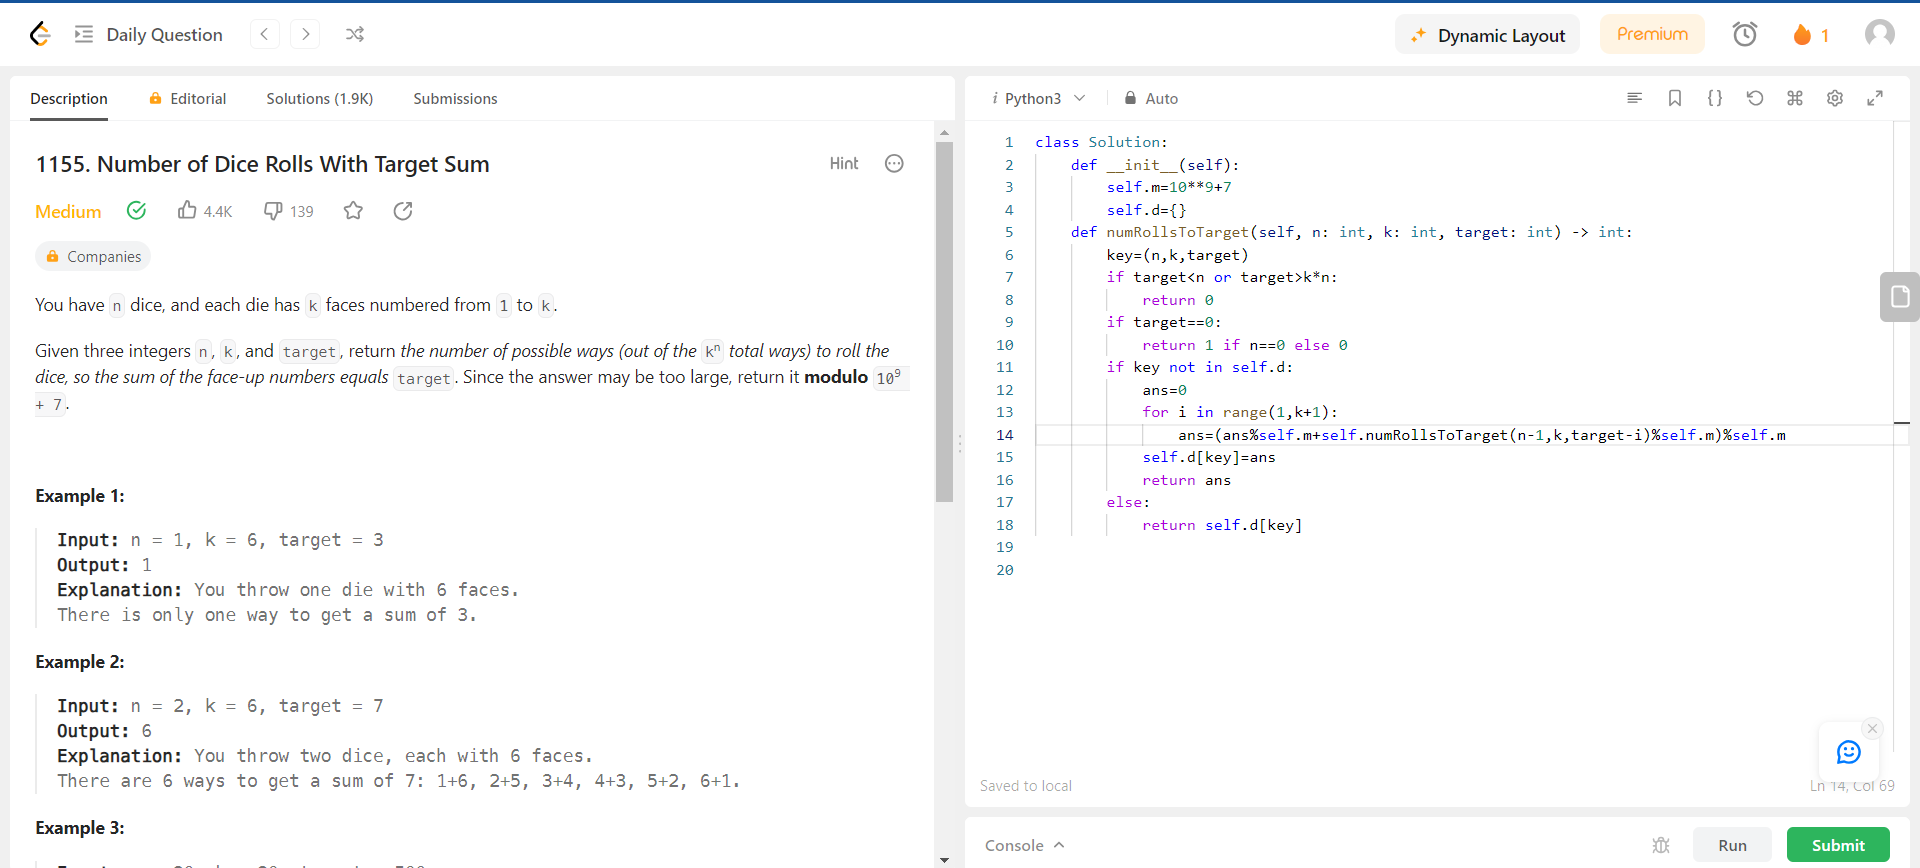 Daily Question
Dynamic Layout
Premium
1
Description
Editorial
Solutions (1.9K)
Submissions
1155. Number of Dice Rolls With Target Sum
Hint
Medium
4.4K
139
Companies
You have n dice, and each die has k faces numbered from 1 to k.
Given three integers n, k, and target, return the number of possible ways (out of the kⁿ total ways) to roll the
dice, so the sum of the face-up numbers equals target. Since the answer may be too large, return it modulo 10⁹
+ 7.
Example 1:
Input: n = 1, k = 6, target = 3
Output: 1
Explanation: You throw one die with 6 faces.
There is only one way to get a sum of 3.
Example 2:
Input: n = 2, k = 6, target = 7
Output: 6
Explanation: You throw two dice, each with 6 faces.
There are 6 ways to get a sum of 7: 1+6, 2+5, 3+4, 4+3, 5+2, 6+1.
Example 3:
i Python3
Auto
1 class Solution:
2     def __init__(self):
3         self.m=10**9+7
4         self.d={}
5     def numRollsToTarget(self, n: int, k: int, target: int) -> int:
6         key=(n,k,target)
7         if target<n or target>k*n:
8             return 0
9         if target==0:
10             return 1 if n==0 else 0
11         if key not in self.d:
12             ans=0
13             for i in range(1,k+1):
14                 ans=(ans%self.m+self.numRollsToTarget(n-1,k,target-i)%self.m)%self.m
15             self.d[key]=ans
16             return ans
17         else:
18             return self.d[key]
19
20
Saved to local
Ln 14, Col 69
Console
Run
Submit